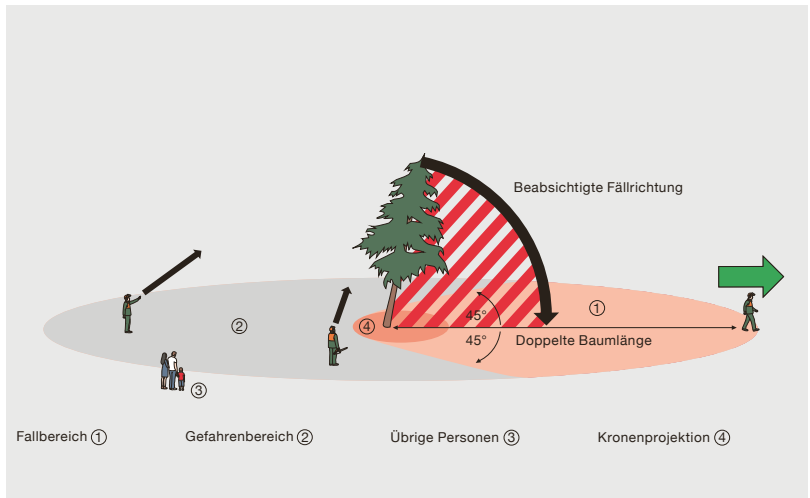 Beabsichtigte Fällrichtung
①
45°
② ④
45° Doppelte Baumlänge
③
Fallbereich ① Gefahrenbereich ② Übrige Personen ③ Kronenprojektion ④